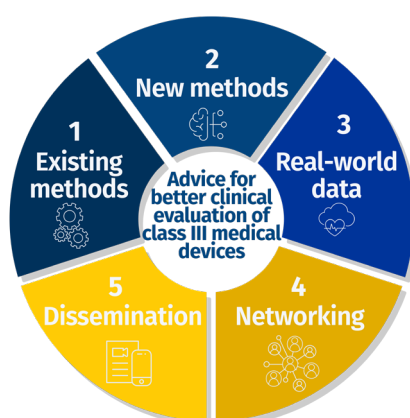 1
Existing
methods
2
New methods
3
Real-world
data
4
Networking
5
Dissemination
Advice for
better clinical
evaluation of
class III medical
devices